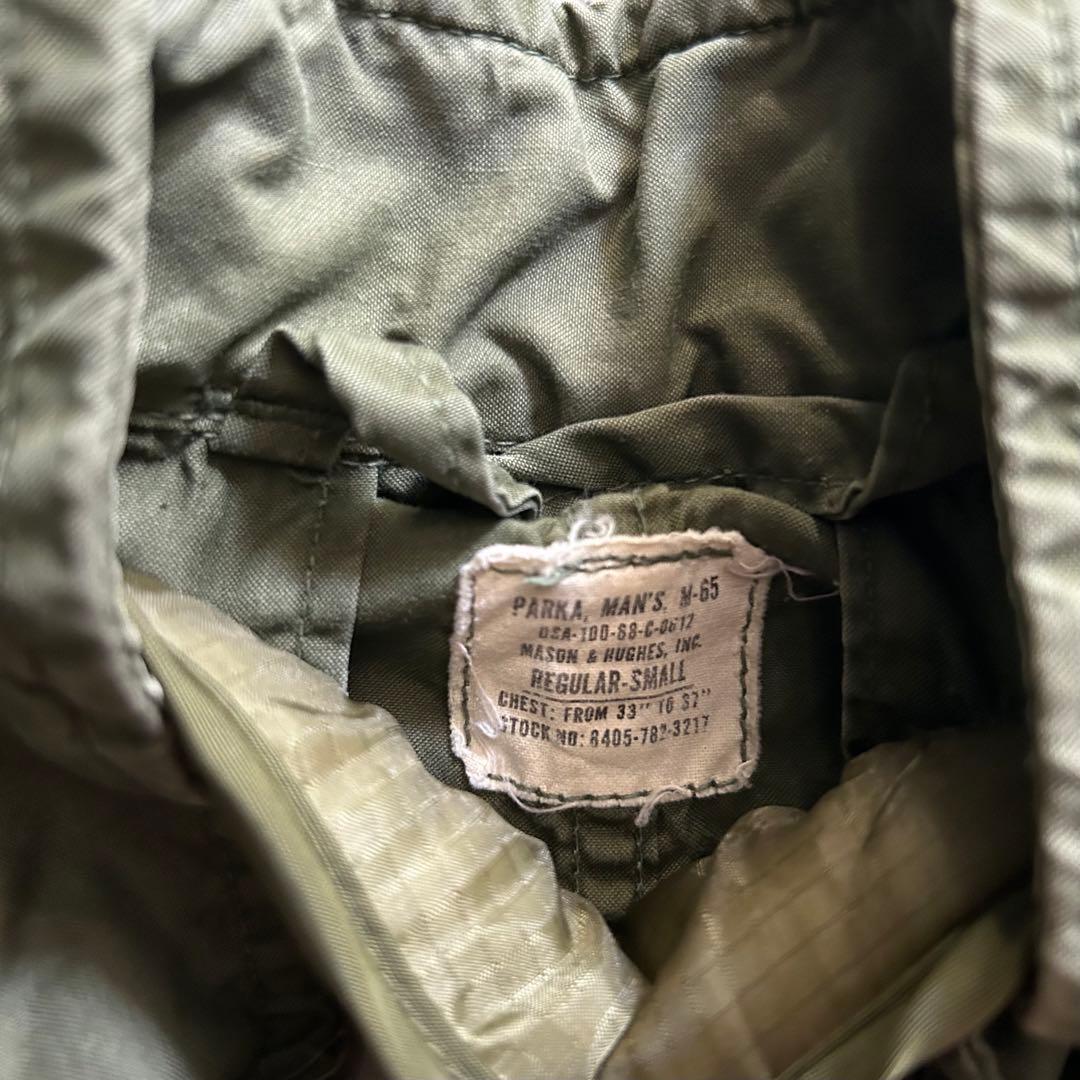 PARKA, MAN'S, M-65
DSA-100-68-C-0612
MASON & HUGHES, INC.
REGULAR-SMALL
CHEST: FROM 33" TO 37"
STOCK NO: 8405-782-3217